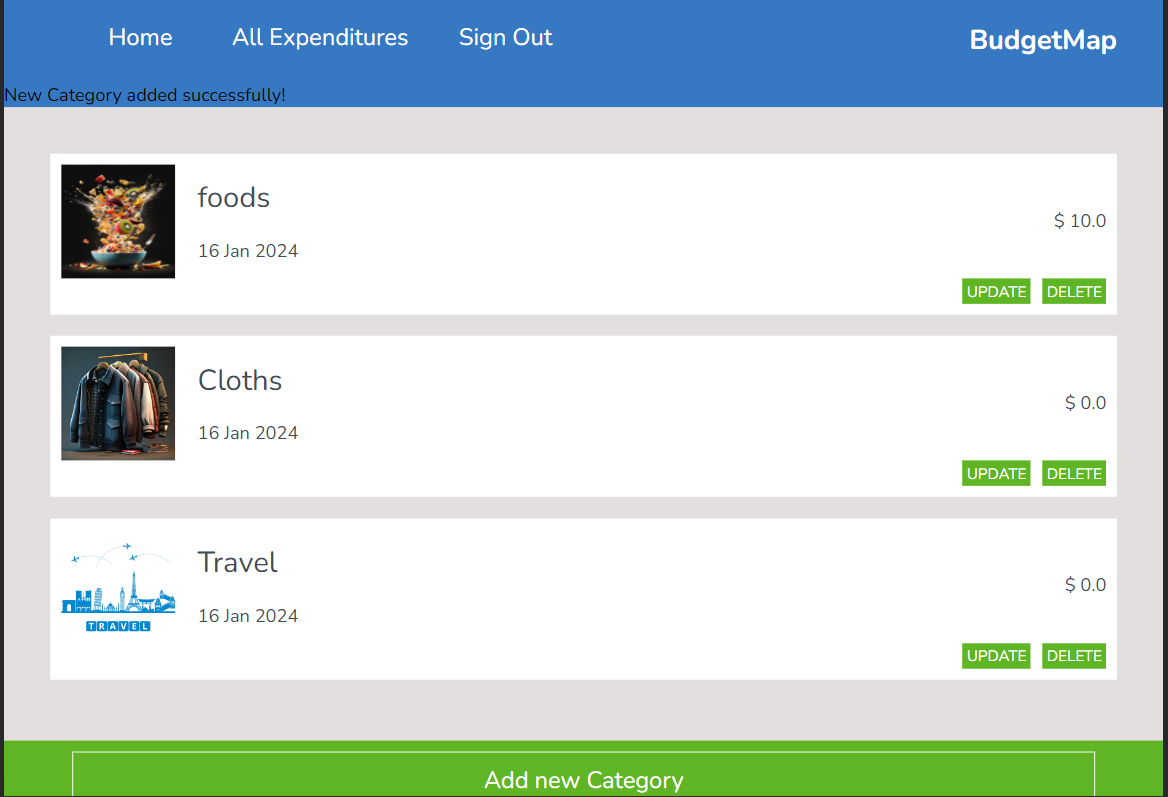 Home All Expenditures Sign Out BudgetMap
New Category added successfully!
foods
$ 10.0
16 Jan 2024
UPDATE DELETE
Cloths
$ 0.0
16 Jan 2024
UPDATE DELETE
Travel
$ 0.0
16 Jan 2024
TRAVEL
UPDATE DELETE
Add new Category